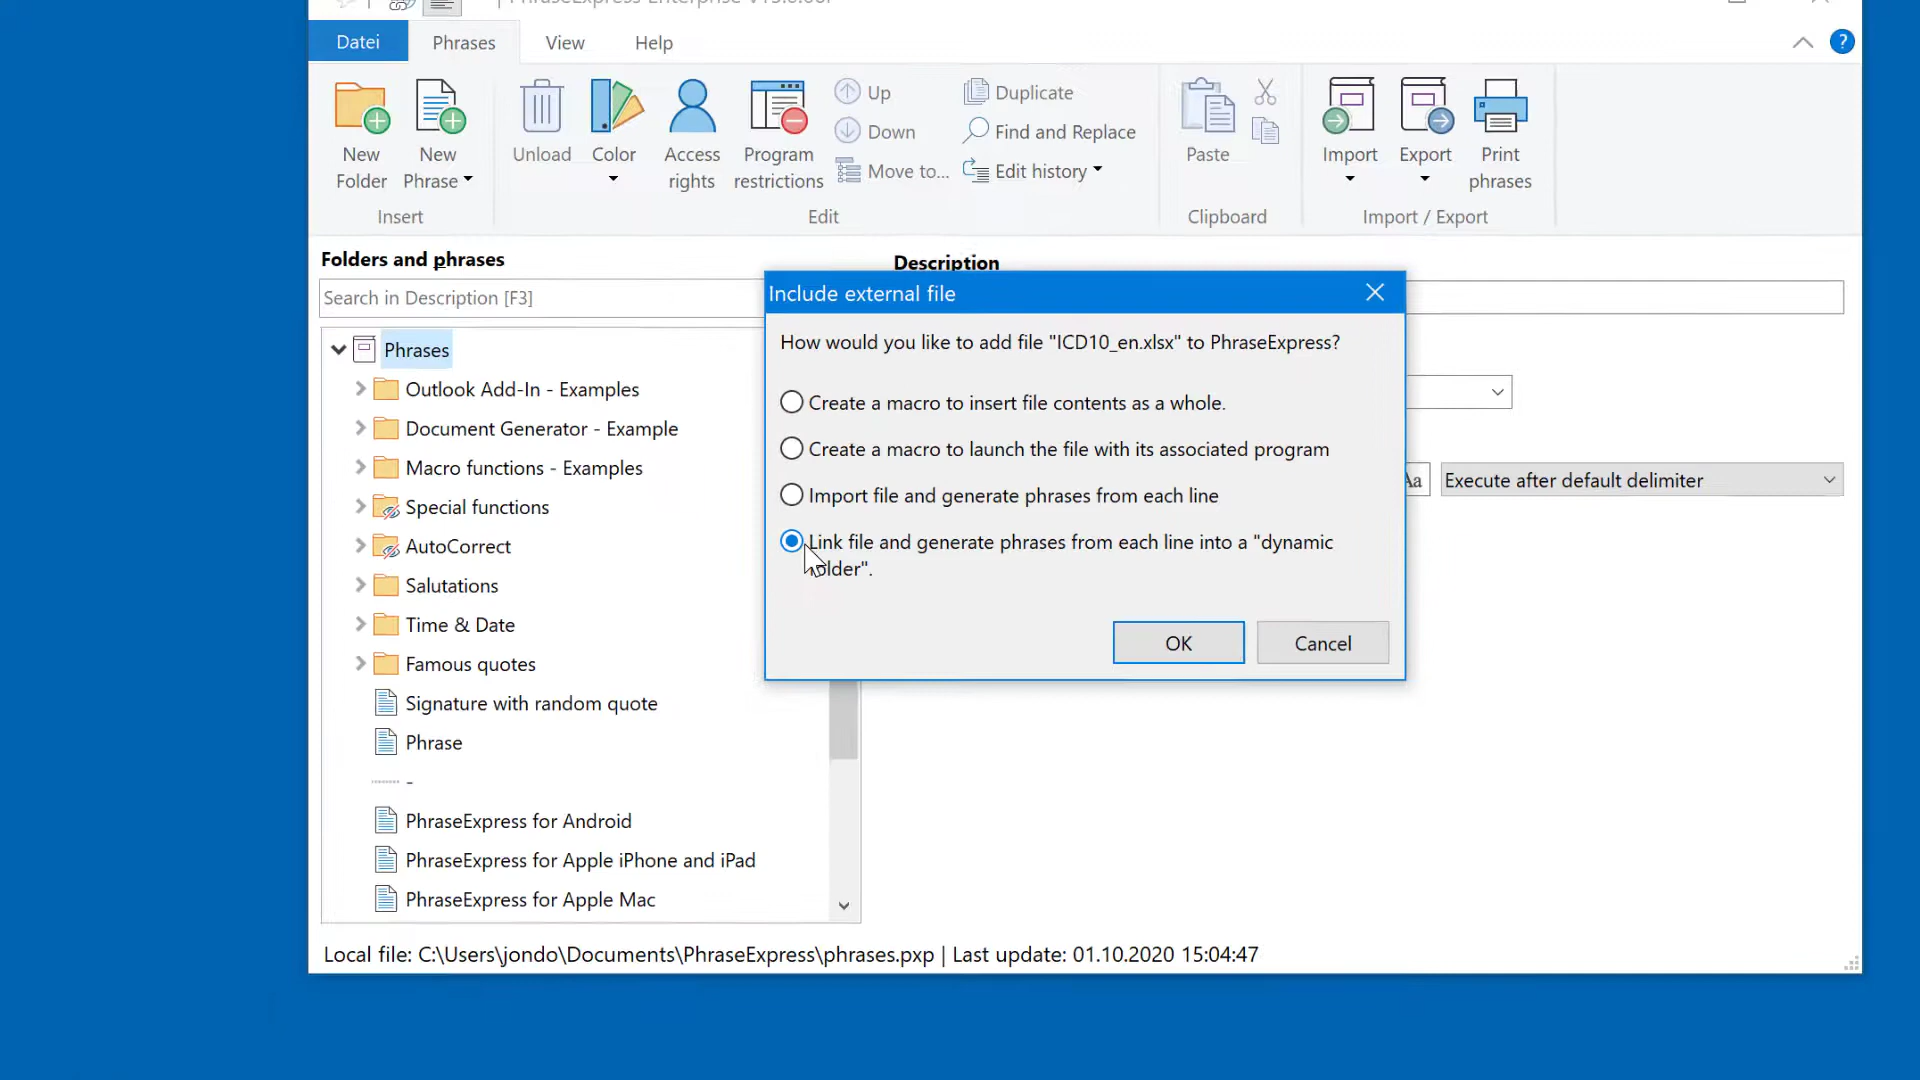 Datei Phrases View Help ?
New Folder
New Phrase
Insert
Unload
Color
Access rights
Program restrictions
Up
Down
Move to...
Duplicate
Find and Replace
Edit history
Edit
Paste
Clipboard
Import
Export
Print phrases
Import / Export
Folders and phrases
Search in Description [F3]
Phrases
Outlook Add-In - Examples
Document Generator - Example
Macro functions - Examples
Special functions
AutoCorrect
Salutations
Time & Date
Famous quotes
Signature with random quote
Phrase
-
PhraseExpress for Android
PhraseExpress for Apple iPhone and iPad
PhraseExpress for Apple Mac
Description
Execute after default delimiter
Include external file
How would you like to add file "ICD10_en.xlsx" to PhraseExpress?
Create a macro to insert file contents as a whole.
Create a macro to launch the file with its associated program
Import file and generate phrases from each line
Link file and generate phrases from each line into a "dynamic
folder".
OK Cancel
Local file: C:\Users\jondo\Documents\PhraseExpress\phrases.pxp | Last update: 01.10.2020 15:04:47